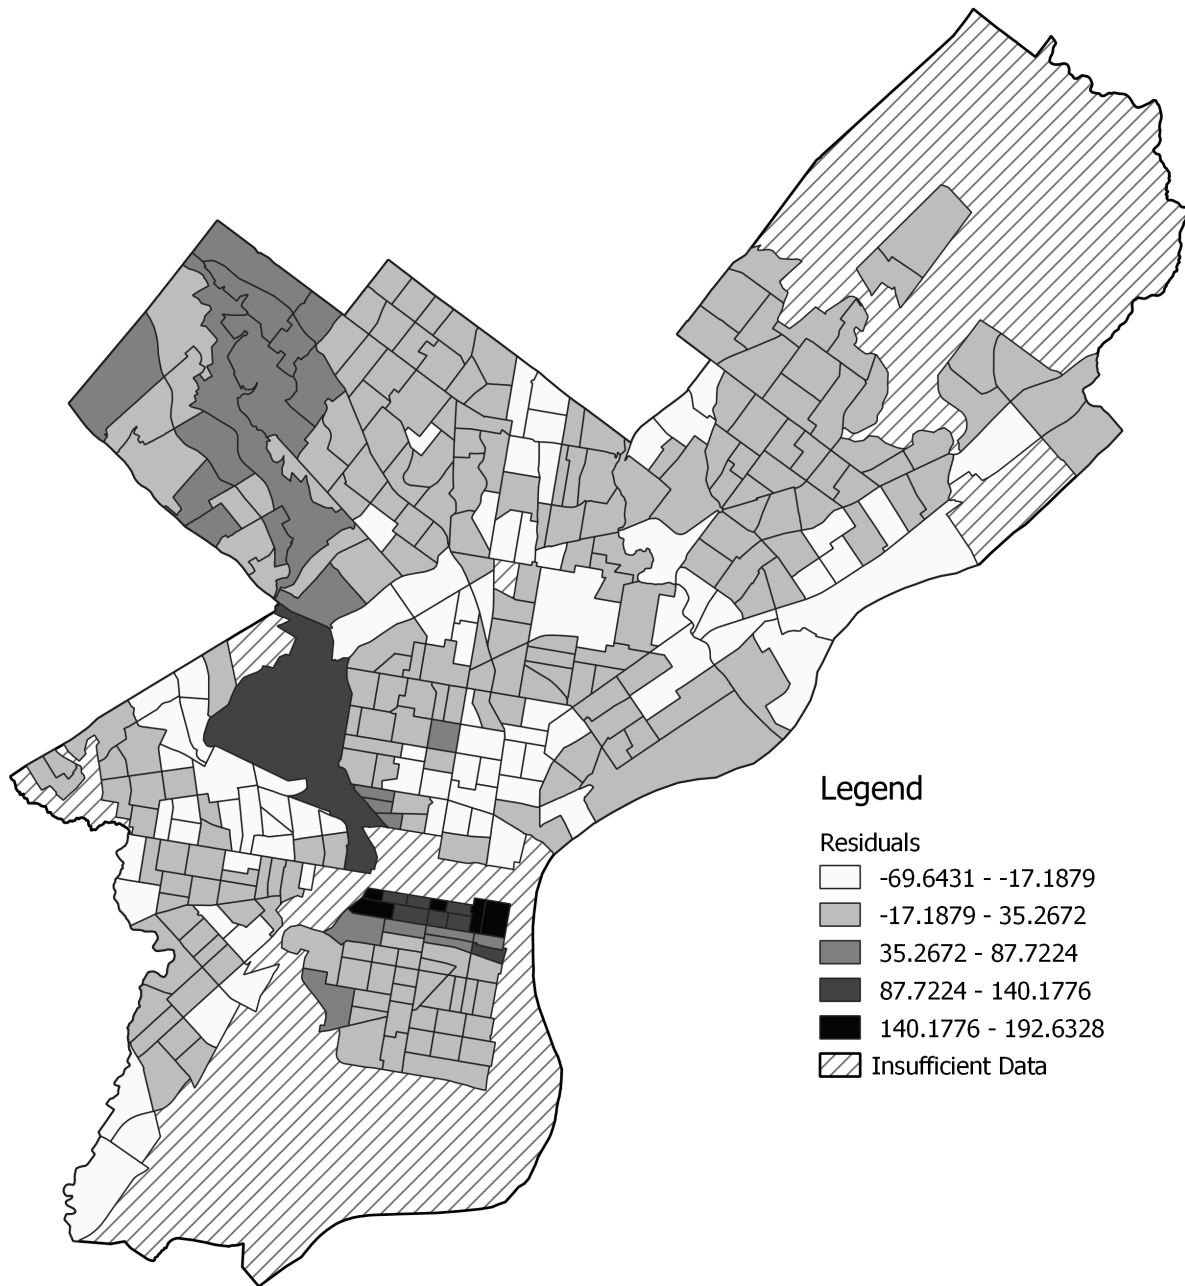 Legend
Residuals
-69.6431 - -17.1879
-17.1879 - 35.2672
35.2672 - 87.7224
87.7224 - 140.1776
140.1776 - 192.6328
Insufficient Data